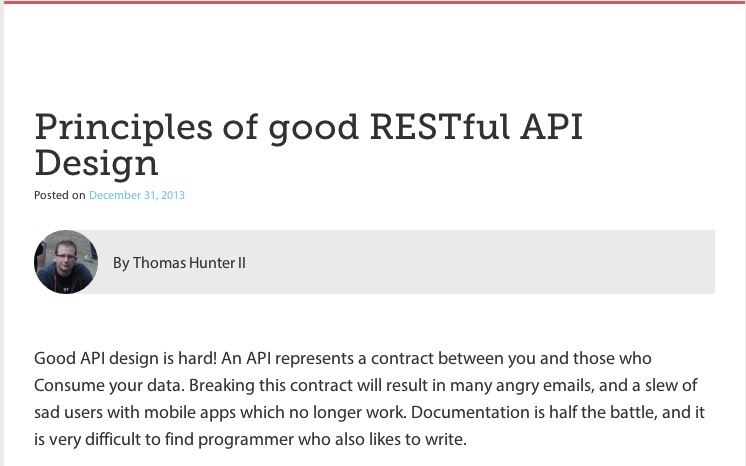 Principles of good RESTful API
Design
Posted on December 31, 2013
By Thomas Hunter II
Good API design is hard! An API represents a contract between you and those who
Consume your data. Breaking this contract will result in many angry emails, and a slew of
sad users with mobile apps which no longer work. Documentation is half the battle, and it
is very difficult to find programmer who also likes to write.